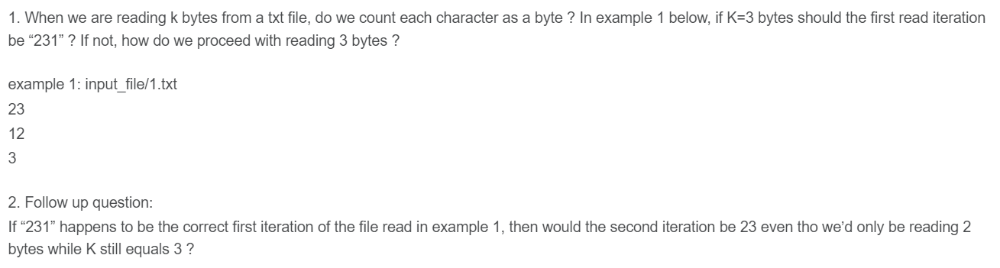 1. When we are reading k bytes from a txt file, do we count each character as a byte ? In example 1 below, if K=3 bytes should the first read iteration
be “231” ? If not, how do we proceed with reading 3 bytes ?
example 1: input_file/1.txt
23
12
3
2. Follow up question:
If “231” happens to be the correct first iteration of the file read in example 1, then would the second iteration be 23 even tho we’d only be reading 2
bytes while K still equals 3 ?